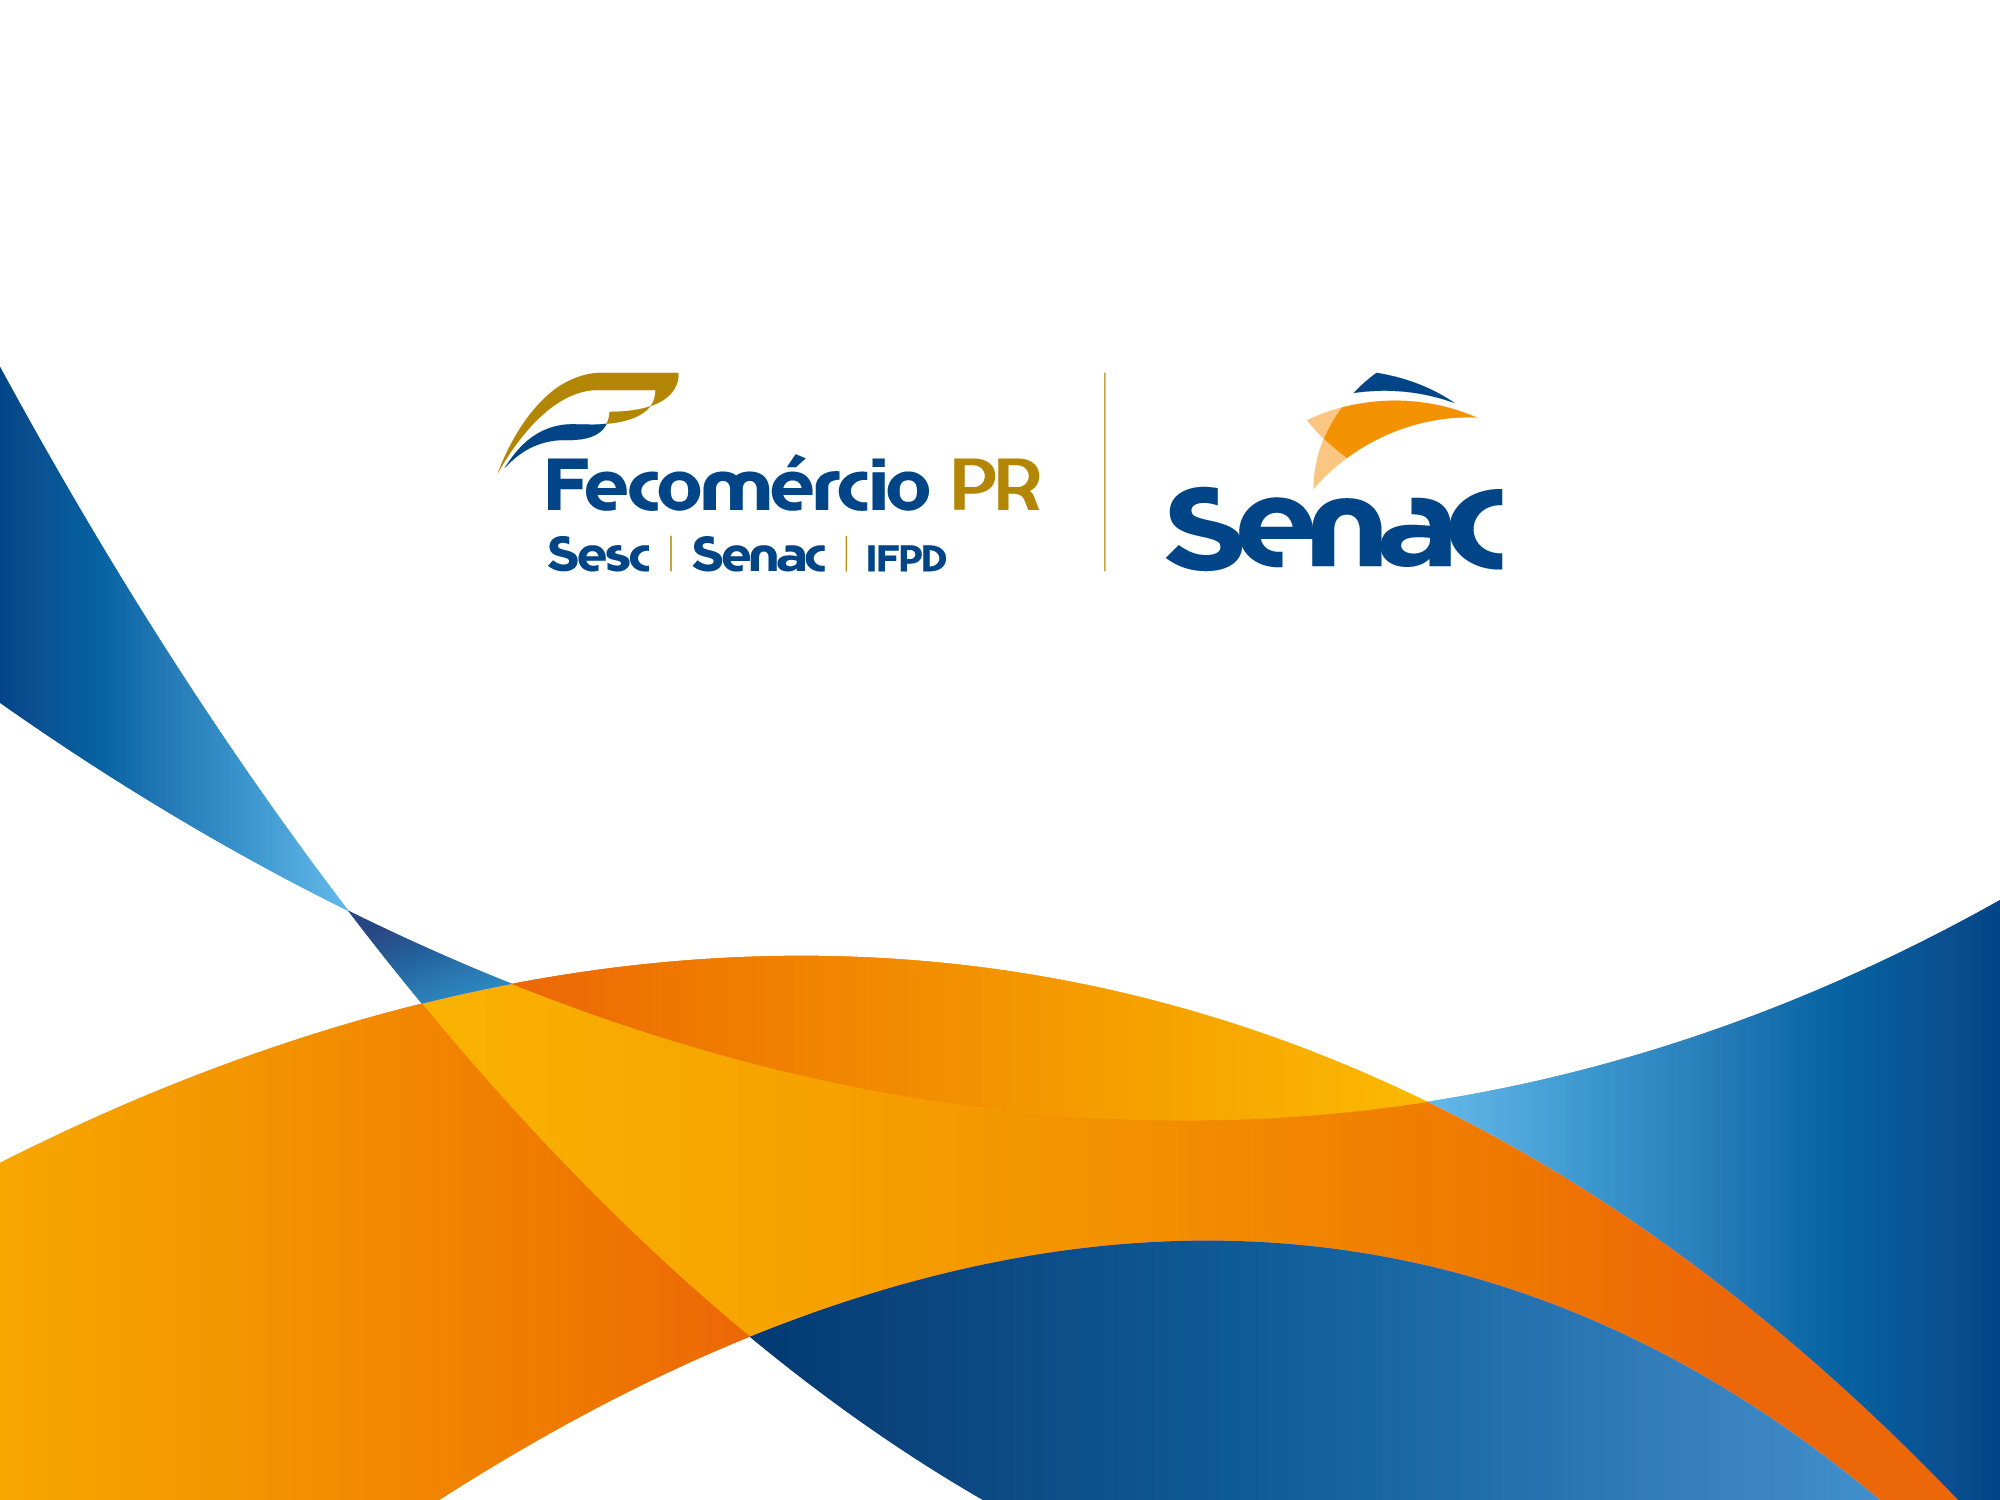 Fecomércio PR
Sesc | Senac | IFPD
Senac